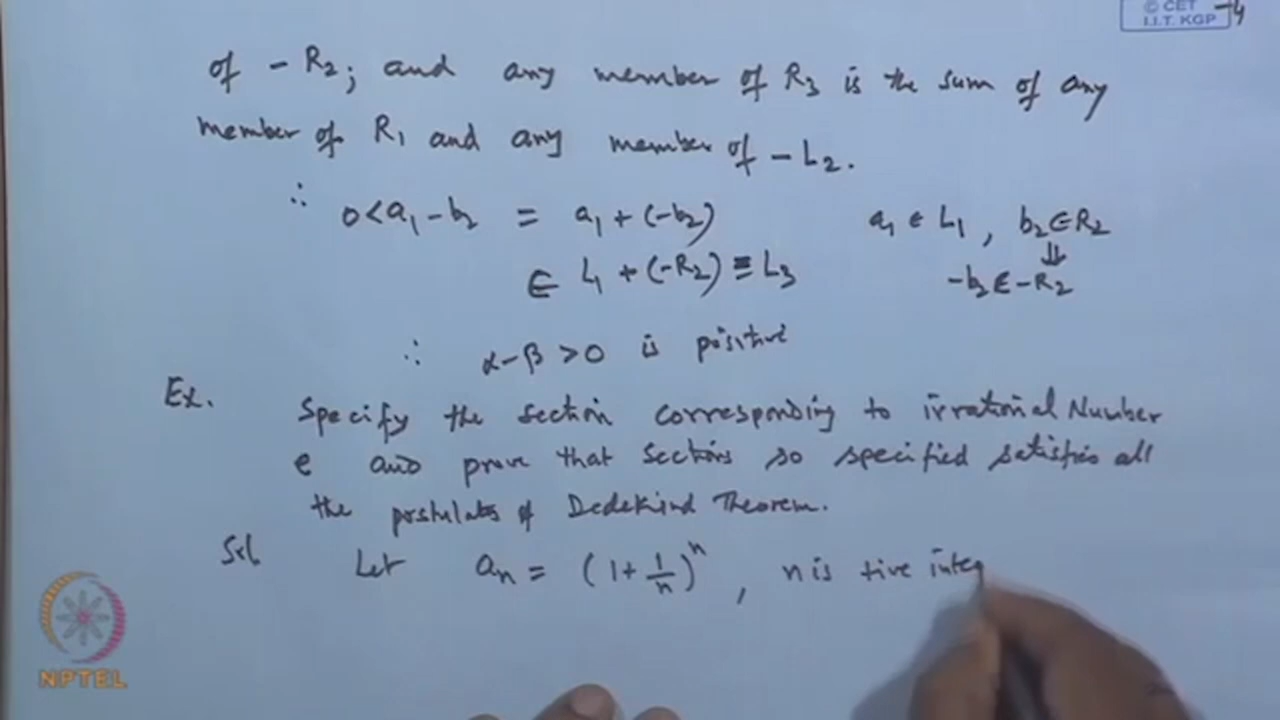 © CET
I.I.T. KGP
-4
of - R₂; and any member of R₃ is the sum of any
member of R₁ and any member of - L₂.
∴ 0<a₁-b₂ = a₁+(-b₂) a₁ ∈ L₁, b₂∈R₂
⇓
∈ L₁+(-R₂) ≡ L₃ -b₂∈-R₂
∴ α-β>0 is positive
Ex. Specify the section corresponding to irrational Number
e and prove that Sections so specified satisfies all
the postulates of Dedekind Theorem.
Sol. Let aₙ = (1+1/n)ⁿ, n is +ive integ
NPTEL